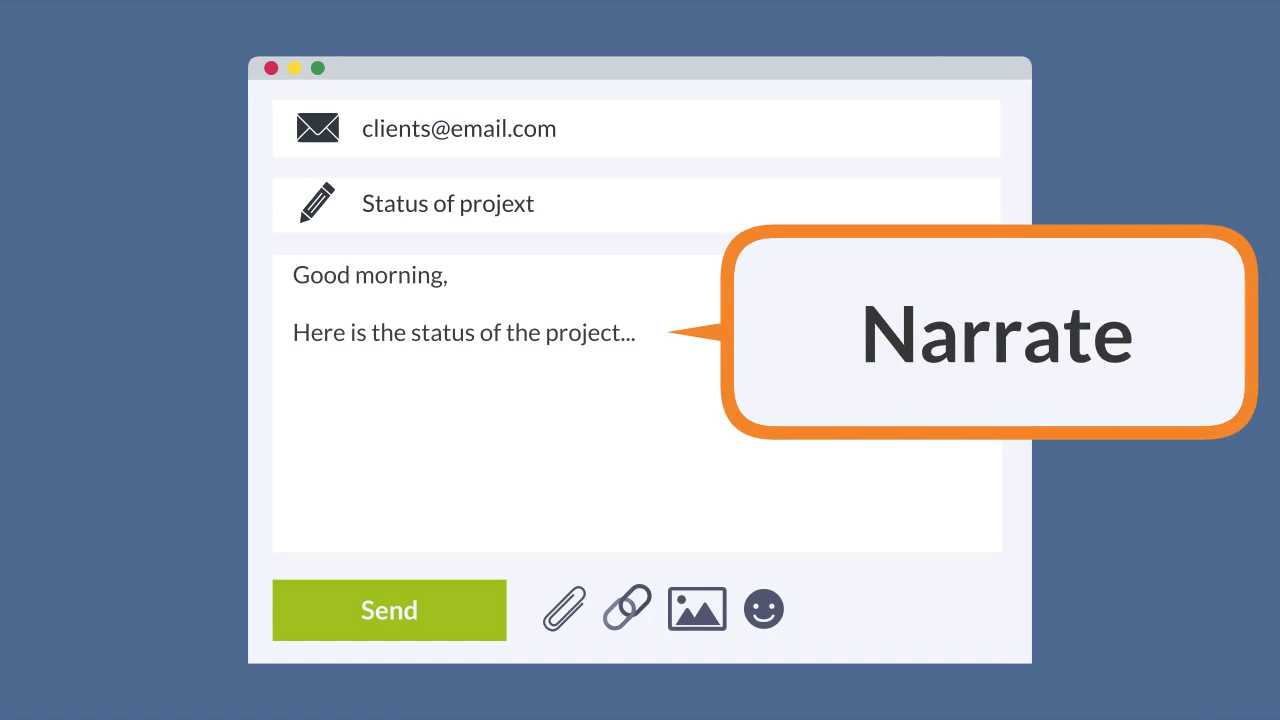 clients@email.com
Status of projext
Good morning,
Here is the status of the project...
Narrate
Send